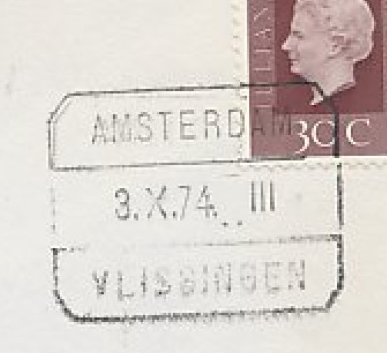 JULIANA
30 C
AMSTERDAM
3.X.74. III
VLISSINGEN